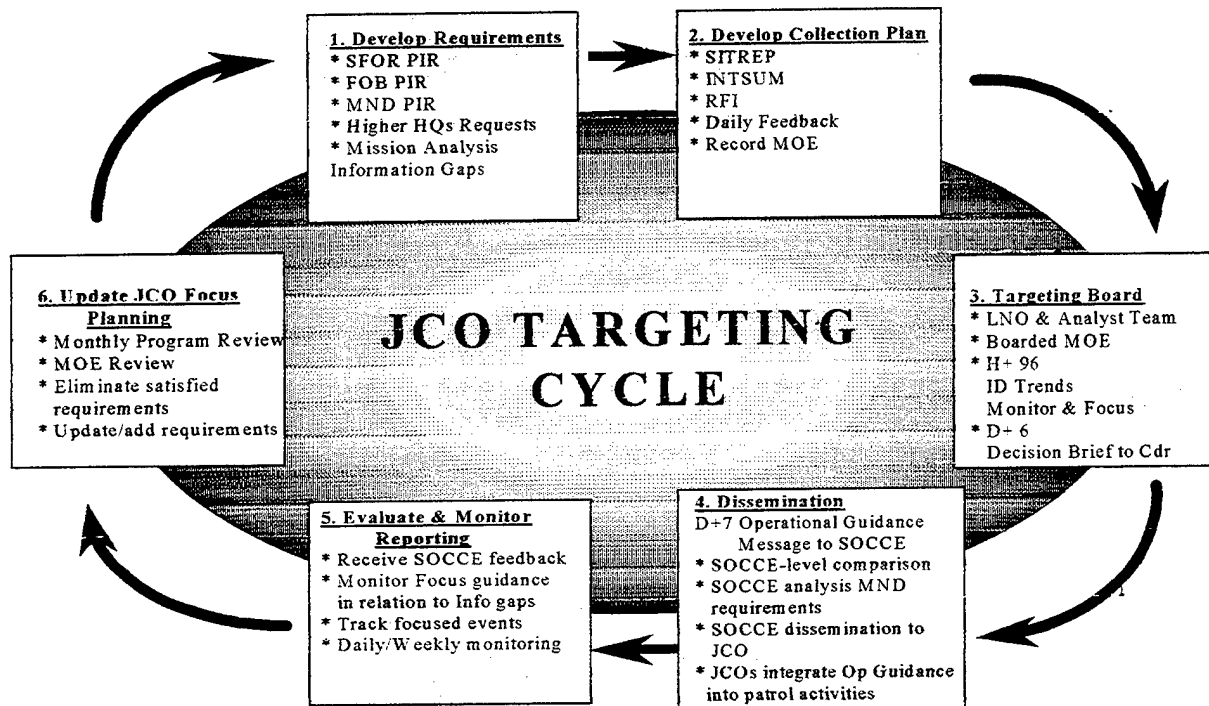 1. Develop Requirements
* SFOR PIR
* FOB PIR
* MND PIR
* Higher HQs Requests
* Mission Analysis
Information Gaps
2. Develop Collection Plan
* SITREP
* INTSUM
* RFI
* Daily Feedback
* Record MOE
3. Targeting Board
* LNO & Analyst Team
* Boarded MOE
* H+ 96
ID Trends
Monitor & Focus
* D+ 6
Decision Brief to Cdr
4. Dissemination
D+7 Operational Guidance
Message to SOCCE
* SOCCE-level comparison
* SOCCE analysis MND
requirements
* SOCCE dissemination to
JCO
* JCOs integrate Op Guidance
into patrol activities
5. Evaluate & Monitor
Reporting
* Receive SOCCE feedback
* Monitor Focus guidance
in relation to Info gaps
* Track focused events
* Daily/Weekly monitoring
6. Update JCO Focus
Planning
* Monthly Program Review
* MOE Review
* Eliminate satisfied
requirements
* Update/add requirements
JCO TARGETING
CYCLE